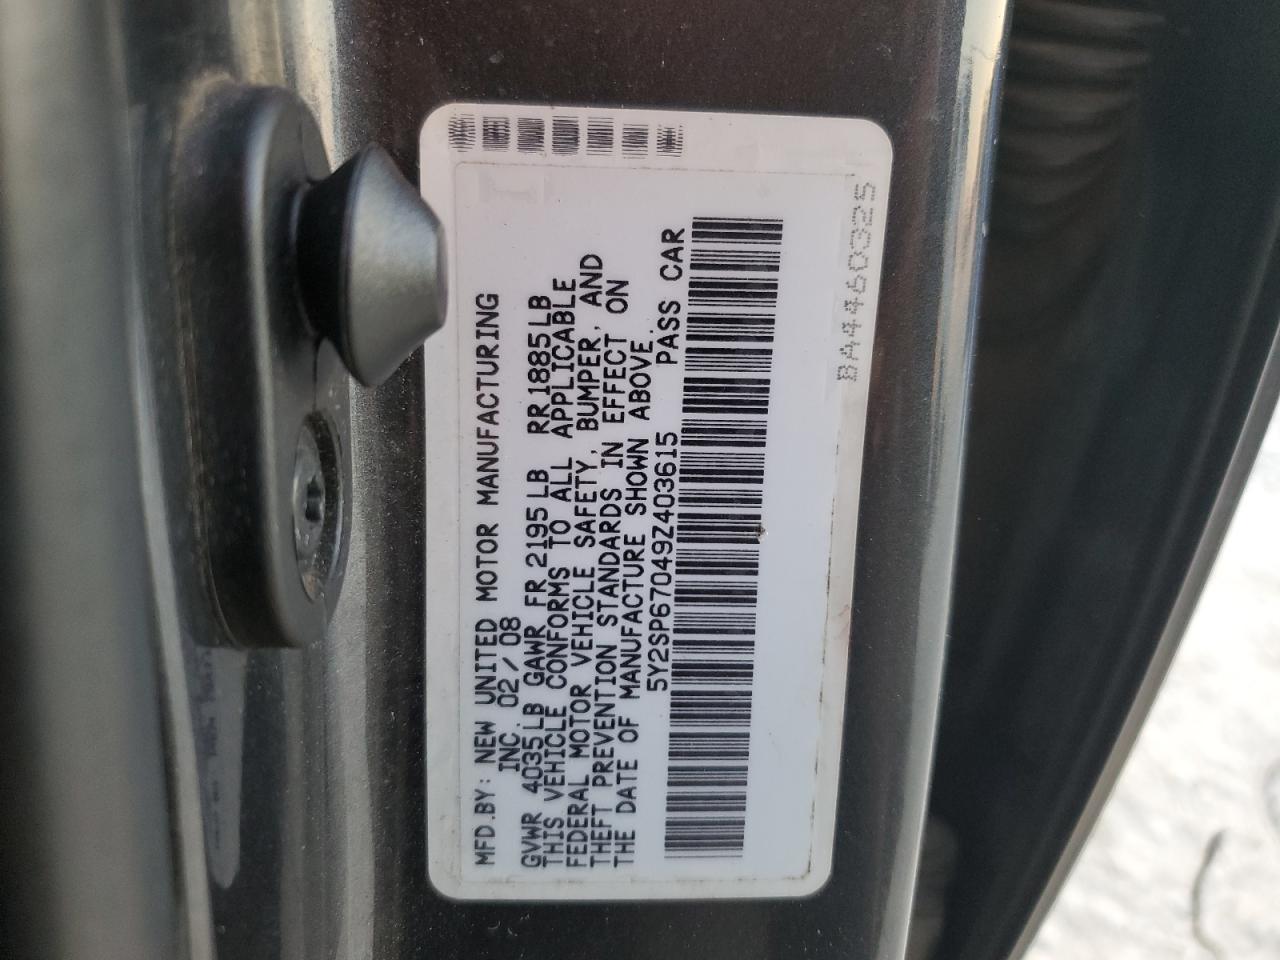 MFD.BY: NEW UNITED MOTOR MANUFACTURING
INC. 02/08
GVWR 4035LB GAWR FR 2195LB RR 1885LB
THIS VEHICLE CONFORMS TO ALL APPLICABLE
FEDERAL MOTOR VEHICLE SAFETY, BUMPER, AND
THEFT PREVENTION STANDARDS IN EFFECT ON
THE DATE OF MANUFACTURE SHOWN ABOVE.
5Y2SP67049Z403615 PASS CAR
BA4460325